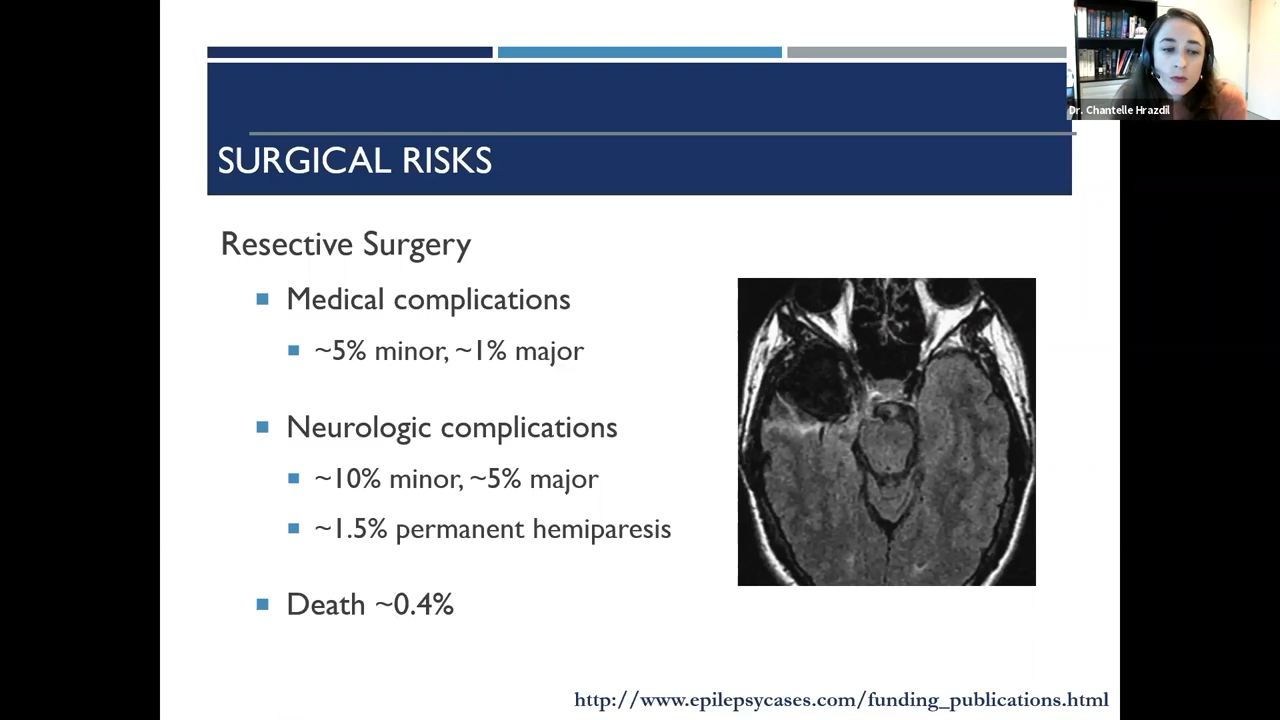 Dr. Chantelle Hrazdil
SURGICAL RISKS
Resective Surgery
Medical complications
~5% minor, ~1% major
Neurologic complications
~10% minor, ~5% major
~1.5% permanent hemiparesis
Death ~0.4%
http://www.epilepsycases.com/funding_publications.html